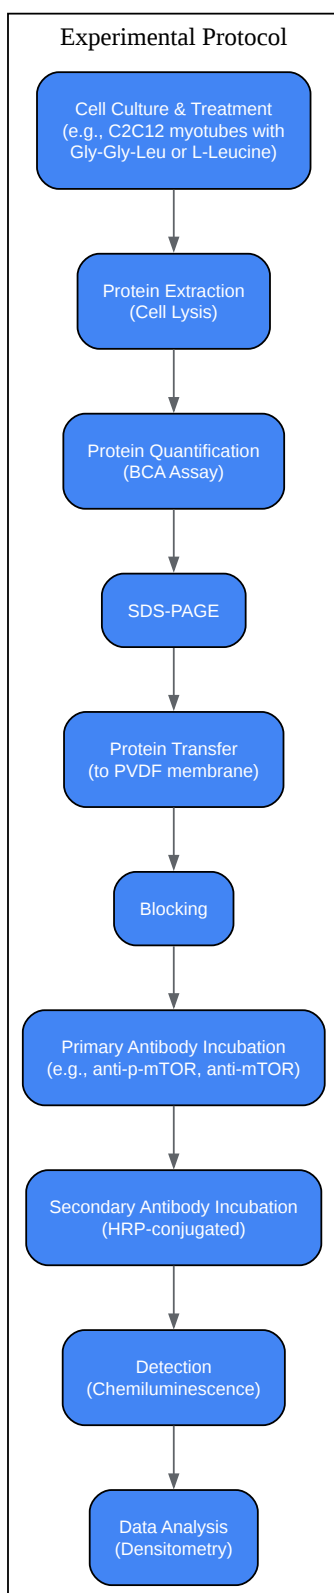 Experimental Protocol
Cell Culture & Treatment
(e.g., C2C12 myotubes with
Gly-Gly-Leu or L-Leucine)
Protein Extraction
(Cell Lysis)
Protein Quantification
(BCA Assay)
SDS-PAGE
Protein Transfer
(to PVDF membrane)
Blocking
Primary Antibody Incubation
(e.g., anti-p-mTOR, anti-mTOR)
Secondary Antibody Incubation
(HRP-conjugated)
Detection
(Chemiluminescence)
Data Analysis
(Densitometry)